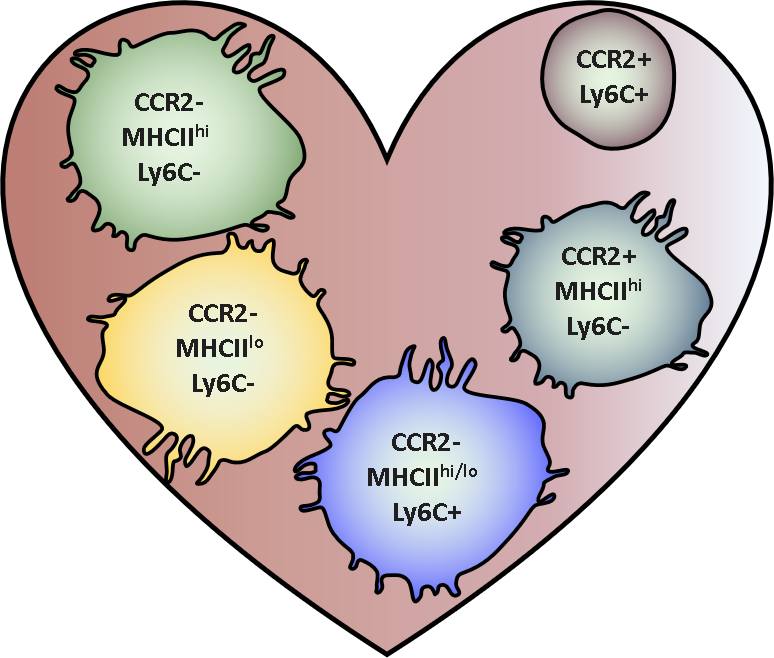 CCR2-
MHCIIhi
Ly6C-
CCR2+
Ly6C+
CCR2+
MHCIIhi
Ly6C-
CCR2-
MHCIIlo
Ly6C-
CCR2-
MHCIIhi/lo
Ly6C+